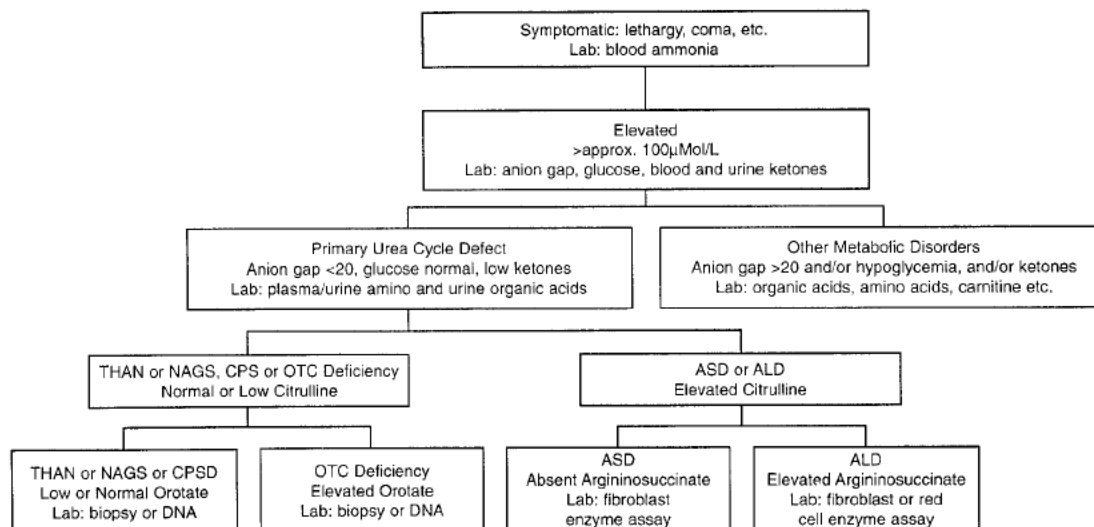 Symptomatic: lethargy, coma, etc.
Lab: blood ammonia
Elevated
>approx. 100µMol/L
Lab: anion gap, glucose, blood and urine ketones
Primary Urea Cycle Defect
Anion gap <20, glucose normal, low ketones
Lab: plasma/urine amino and urine organic acids
Other Metabolic Disorders
Anion gap >20 and/or hypoglycemia, and/or ketones
Lab: organic acids, amino acids, carnitine etc.
THAN or NAGS, CPS or OTC Deficiency
Normal or Low Citrulline
ASD or ALD
Elevated Citrulline
THAN or NAGS or CPSD
Low or Normal Orotate
Lab: biopsy or DNA
OTC Deficiency
Elevated Orotate
Lab: biopsy or DNA
ASD
Absent Argininosuccinate
Lab: fibroblast
enzyme assay
ALD
Elevated Argininosuccinate
Lab: fibroblast or red
cell enzyme assay